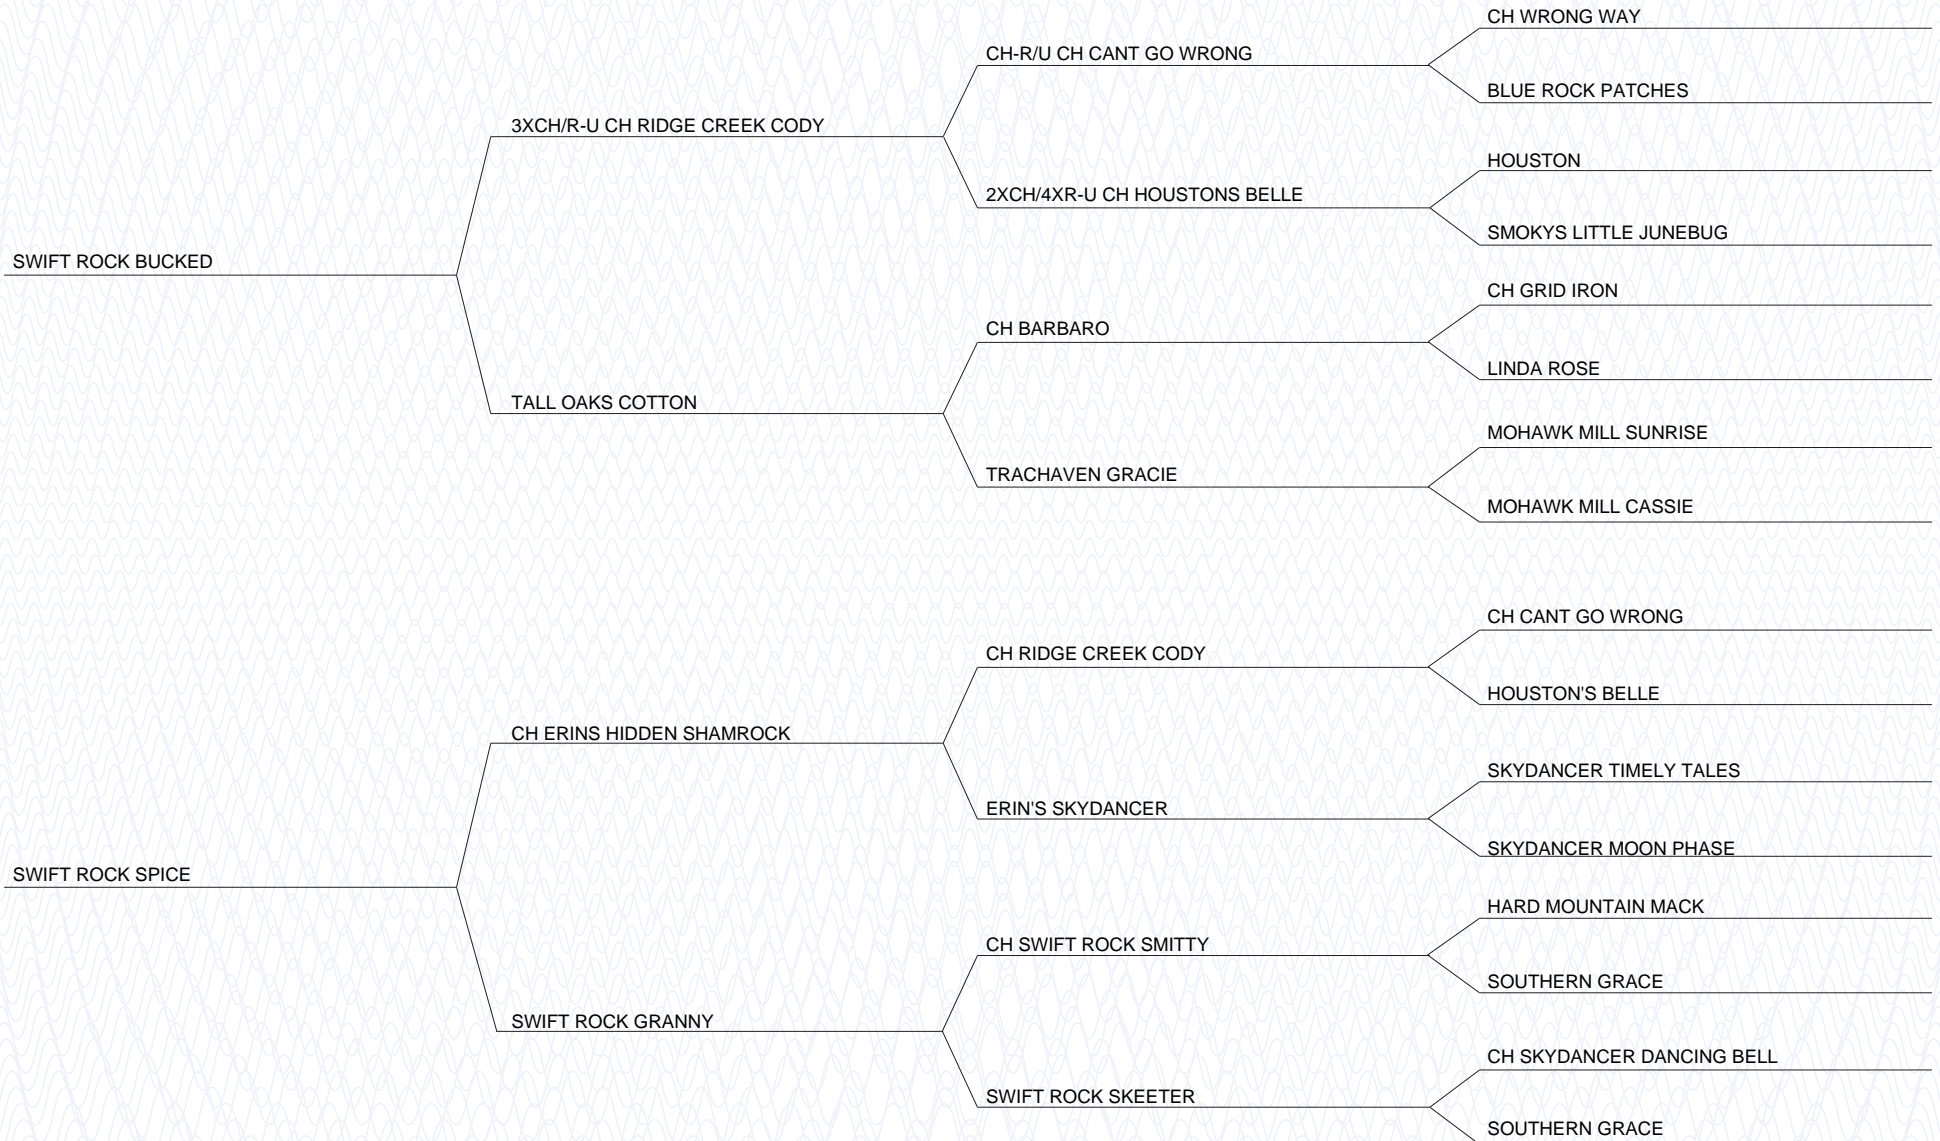 CH WRONG WAY
CH-R/U CH CANT GO WRONG
BLUE ROCK PATCHES
3XCH/R-U CH RIDGE CREEK CODY
HOUSTON
2XCH/4XR-U CH HOUSTONS BELLE
SMOKYS LITTLE JUNEBUG
SWIFT ROCK BUCKED
CH GRID IRON
CH BARBARO
LINDA ROSE
TALL OAKS COTTON
MOHAWK MILL SUNRISE
TRACHAVEN GRACIE
MOHAWK MILL CASSIE
CH CANT GO WRONG
CH RIDGE CREEK CODY
HOUSTON'S BELLE
CH ERINS HIDDEN SHAMROCK
SKYDANCER TIMELY TALES
ERIN'S SKYDANCER
SKYDANCER MOON PHASE
SWIFT ROCK SPICE
HARD MOUNTAIN MACK
CH SWIFT ROCK SMITTY
SOUTHERN GRACE
SWIFT ROCK GRANNY
CH SKYDANCER DANCING BELL
SWIFT ROCK SKEETER
SOUTHERN GRACE